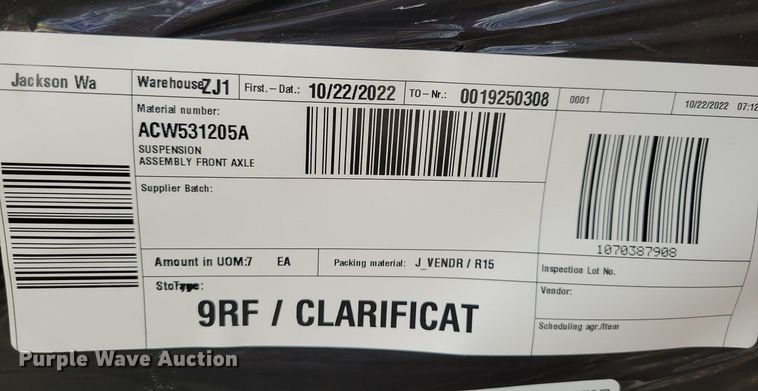 Jackson Wa
Warehouse ZJ1 First.-Dat.: 10/22/2022 TO-Nr.: 0019250308 0001 10/22/2022 07:12
Material number:
ACW531205A
SUSPENSION
ASSEMBLY FRONT AXLE
Supplier Batch:
1070387908
Amount in UOM:7 EA Packing material: J_VENDR / R15
Inspection Lot No.
StoType:
9RF / CLARIFICAT
Vendor:
Scheduling agr./Item
Purple Wave Auction